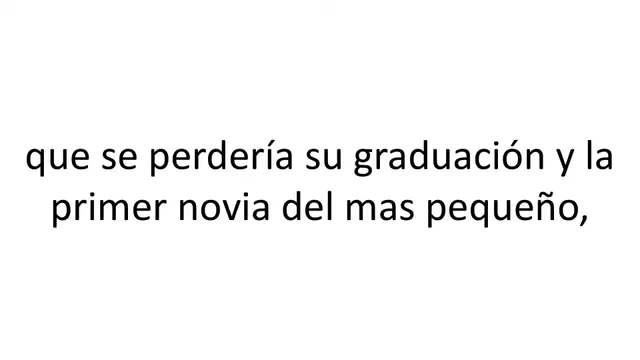 que se perdería su graduación y la
primer novia del mas pequeño,